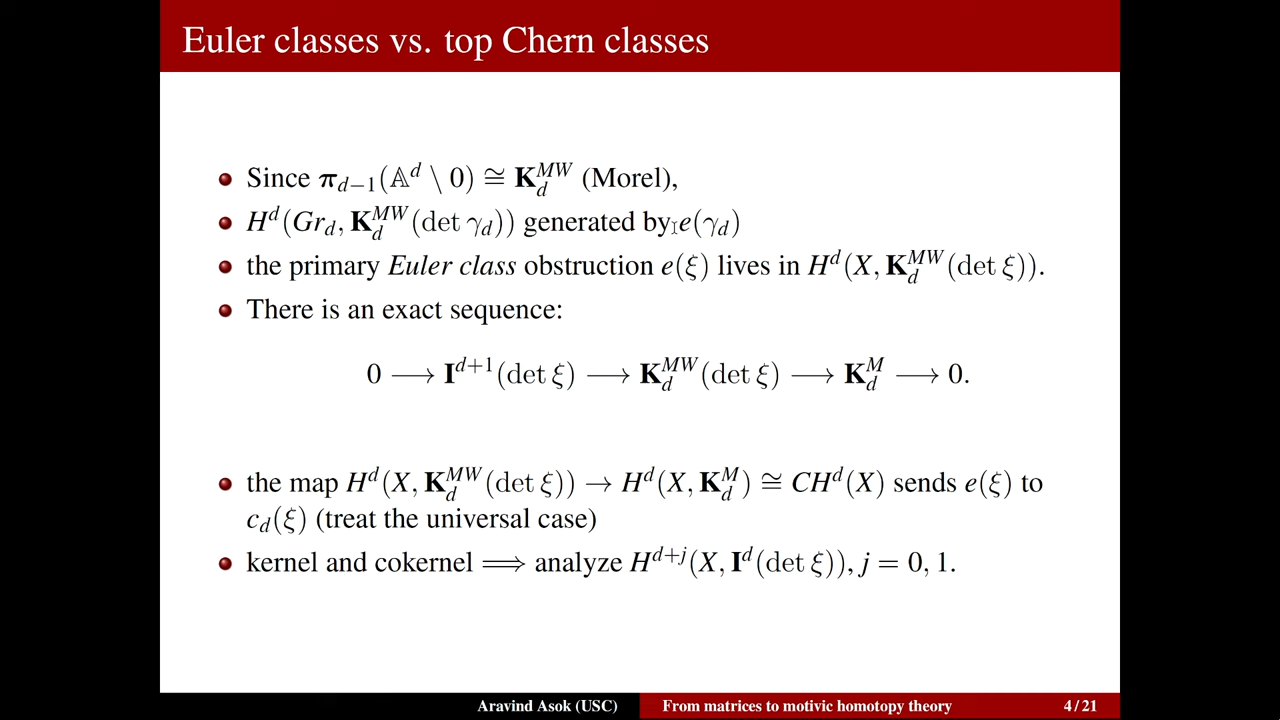 Euler classes vs. top Chern classes
Since π_{d−1}(𝔸^d \ 0) ≅ K_d^{MW} (Morel),
H^d(Gr_d, K_d^{MW}(det γ_d)) generated by e(γ_d)
the primary Euler class obstruction e(ξ) lives in H^d(X, K_d^{MW}(det ξ)).
There is an exact sequence:
0 ⟶ I^{d+1}(det ξ) ⟶ K_d^{MW}(det ξ) ⟶ K_d^M ⟶ 0.
the map H^d(X, K_d^{MW}(det ξ)) → H^d(X, K_d^M) ≅ CH^d(X) sends e(ξ) to
c_d(ξ) (treat the universal case)
kernel and cokernel ⟹ analyze H^{d+j}(X, I^d(det ξ)), j = 0, 1.
Aravind Asok (USC) From matrices to motivic homotopy theory 4 / 21